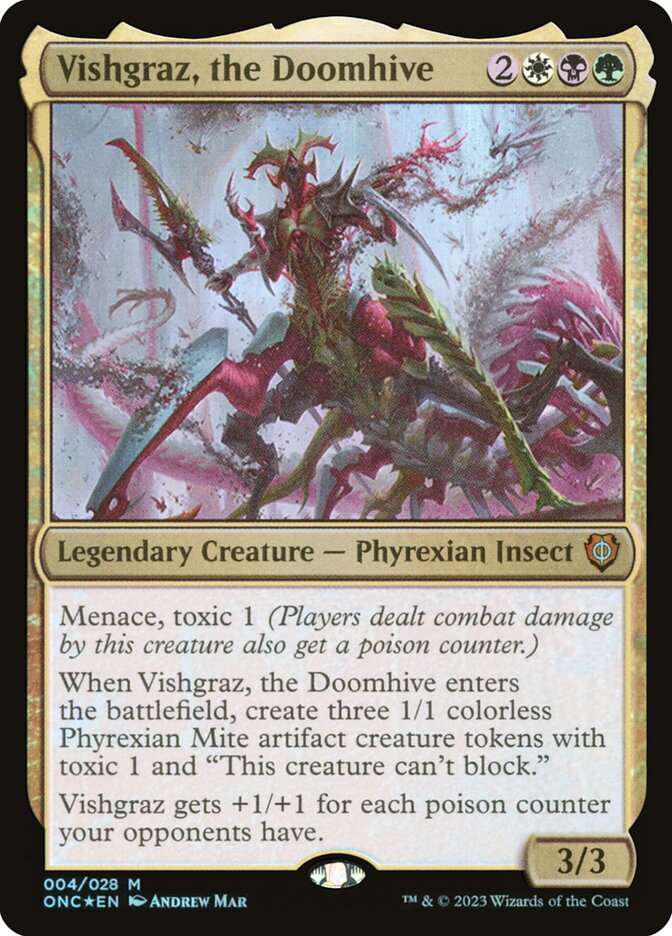 Vishgraz, the Doomhive 2
Legendary Creature — Phyrexian Insect
Menace, toxic 1 (Players dealt combat damage
by this creature also get a poison counter.)
When Vishgraz, the Doomhive enters
the battlefield, create three 1/1 colorless
Phyrexian Mite artifact creature tokens with
toxic 1 and “This creature can’t block.”
Vishgraz gets +1/+1 for each poison counter
your opponents have.
3/3
004/028 M
ONC★EN Andrew Mar
™ & © 2023 Wizards of the Coast